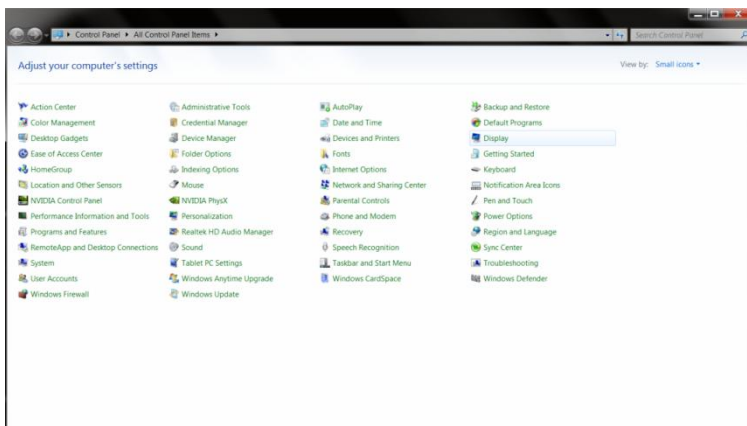 Control Panel ▸ All Control Panel Items ▸
Search Control Panel
Adjust your computer's settings
View by: Small icons
Action Center
Administrative Tools
AutoPlay
Backup and Restore
Color Management
Credential Manager
Date and Time
Default Programs
Desktop Gadgets
Device Manager
Devices and Printers
Display
Ease of Access Center
Folder Options
Fonts
Getting Started
HomeGroup
Indexing Options
Internet Options
Keyboard
Location and Other Sensors
Mouse
Network and Sharing Center
Notification Area Icons
NVIDIA Control Panel
NVIDIA PhysX
Parental Controls
Pen and Touch
Performance Information and Tools
Personalization
Phone and Modem
Power Options
Programs and Features
Realtek HD Audio Manager
Recovery
Region and Language
RemoteApp and Desktop Connections
Sound
Speech Recognition
Sync Center
System
Tablet PC Settings
Taskbar and Start Menu
Troubleshooting
User Accounts
Windows Anytime Upgrade
Windows CardSpace
Windows Defender
Windows Firewall
Windows Update